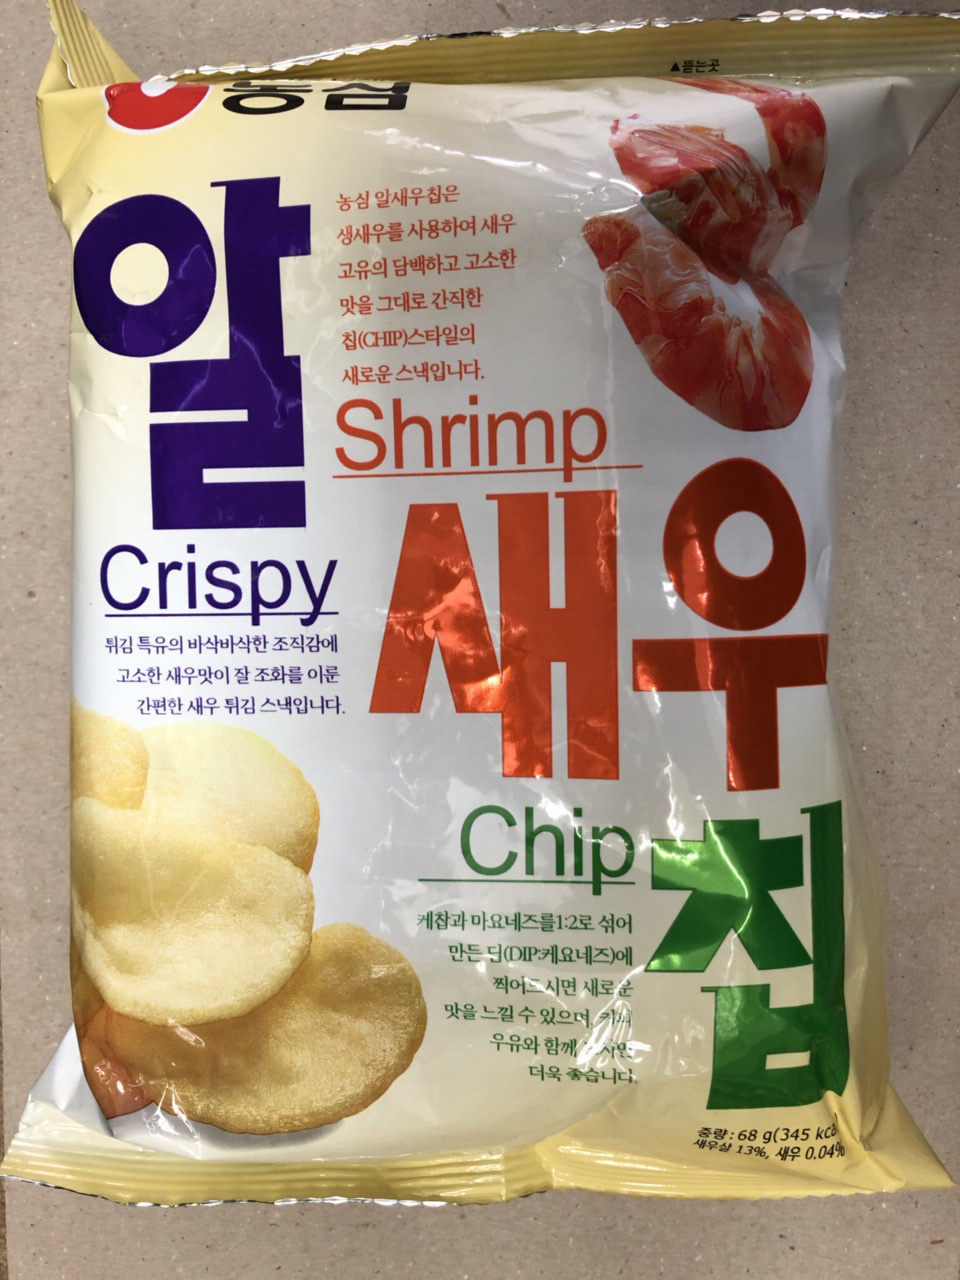 ▲뜯는곳
농심
알
농심 알새우칩은
생새우를 사용하여 새우
고유의 담백하고 고소한
맛을 그대로 간직한
칩(CHIP)스타일의
새로운 스낵입니다.
Shrimp
새우
Crispy
튀김 특유의 바삭바삭한 조직감에
고소한 새우맛이 잘 조화를 이룬
간편한 새우 튀김 스낵입니다.
Chip
칩
케찹과 마요네즈를1:2로 섞어
만든 딥(DIP:케요네즈)에
찍어드시면 새로운
맛을 느낄 수 있으며,
우유와 함께
더욱 좋습니다.
중량 : 68 g(345 kcal
새우살 13%, 새우 0.04%